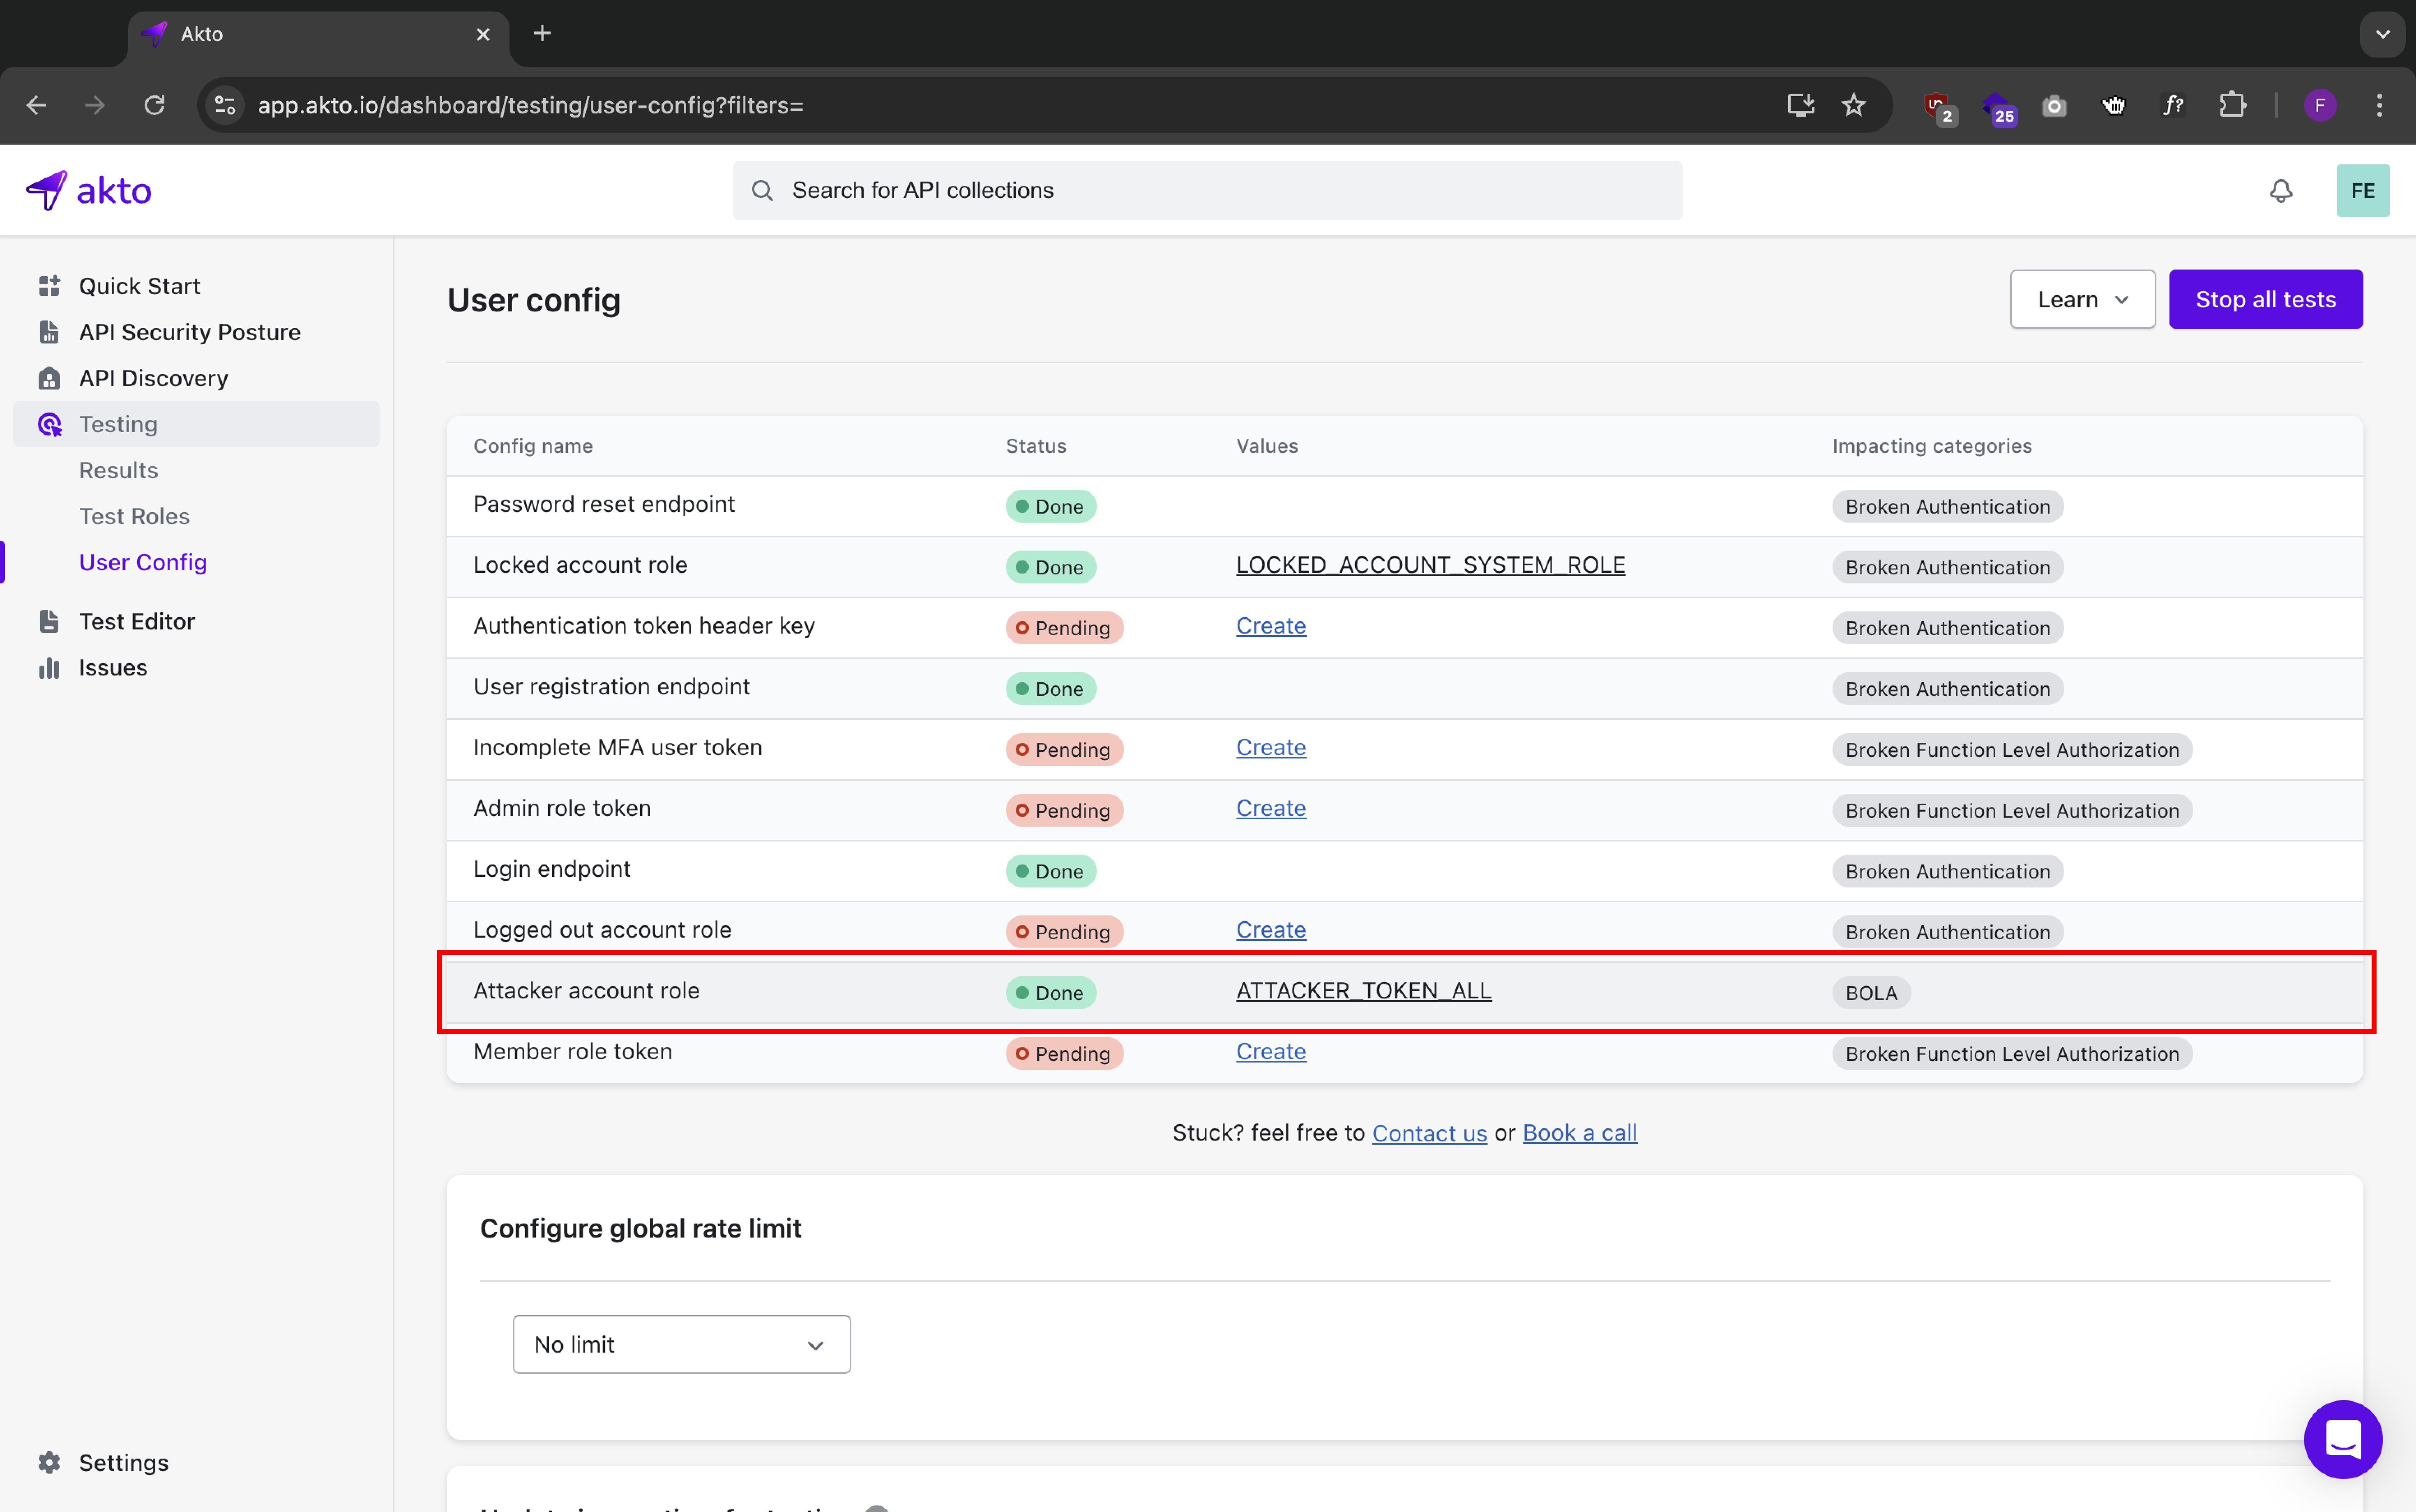 Akto
app.akto.io/dashboard/testing/user-config?filters=
2
25
f?
F
akto
Search for API collections
FE
Quick Start
API Security Posture
API Discovery
Testing
Results
Test Roles
User Config
Test Editor
Issues
Settings
User config
Learn
Stop all tests
Config name Status Values Impacting categories
Password reset endpoint Done Broken Authentication
Locked account role Done LOCKED_ACCOUNT_SYSTEM_ROLE Broken Authentication
Authentication token header key Pending Create Broken Authentication
User registration endpoint Done Broken Authentication
Incomplete MFA user token Pending Create Broken Function Level Authorization
Admin role token Pending Create Broken Function Level Authorization
Login endpoint Done Broken Authentication
Logged out account role Pending Create Broken Authentication
Attacker account role Done ATTACKER_TOKEN_ALL BOLA
Member role token Pending Create Broken Function Level Authorization
Stuck? feel free to Contact us or Book a call
Configure global rate limit
No limit